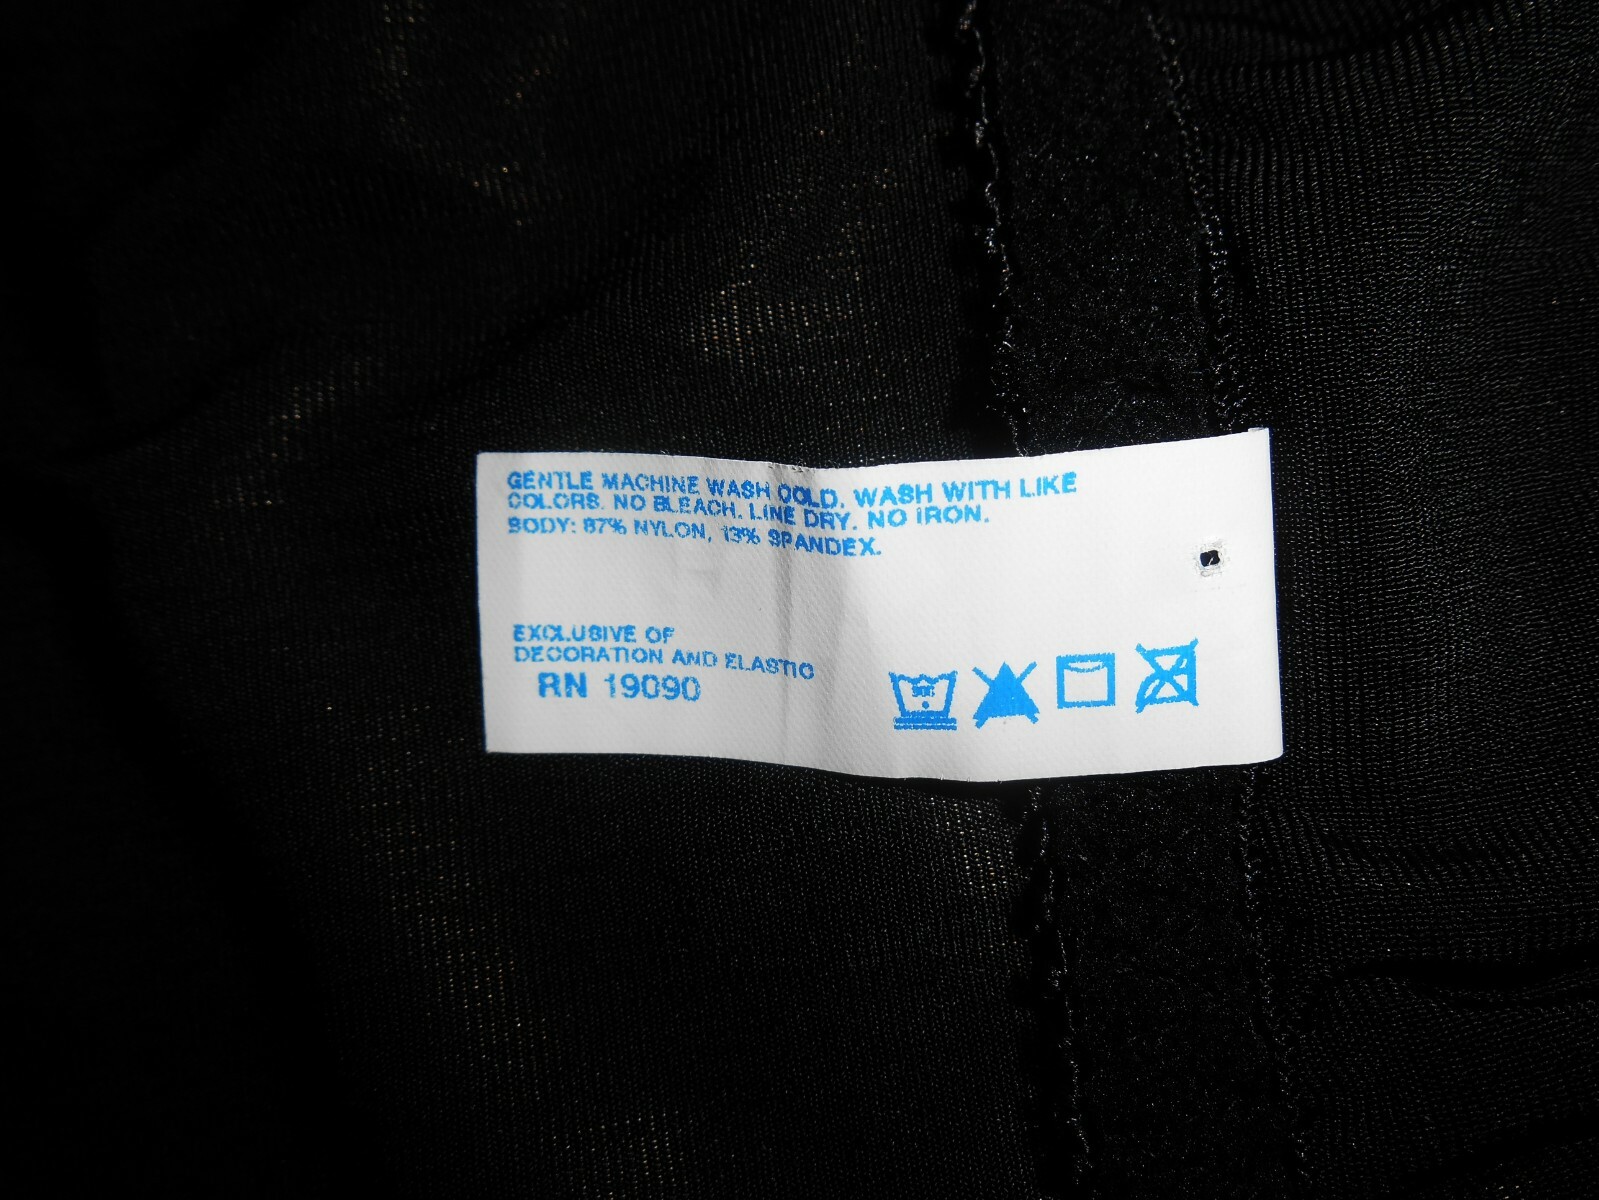 GENTLE MACHINE WASH COLD. WASH WITH LIKE
COLORS. NO BLEACH. LINE DRY. NO IRON.
BODY: 87% NYLON, 13% SPANDEX.
EXCLUSIVE OF
DECORATION AND ELASTIC
RN 19090